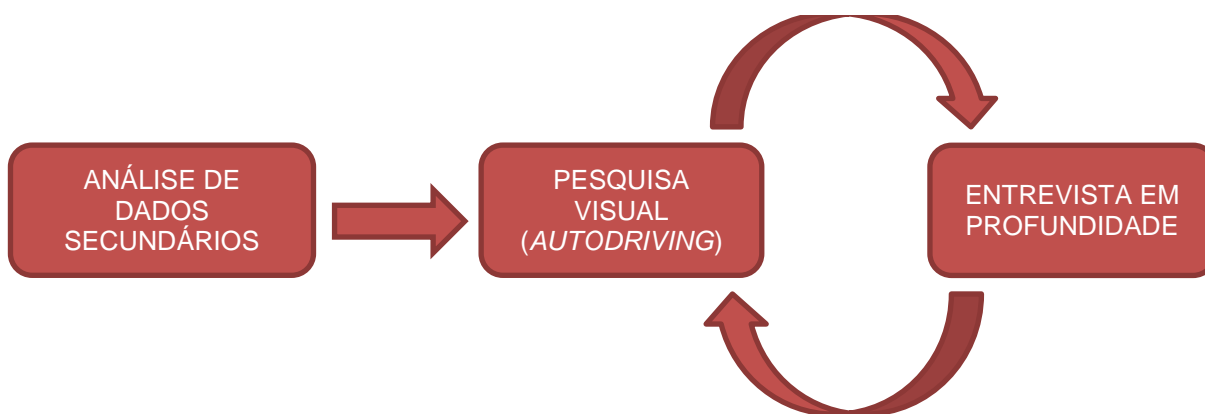 ANÁLISE DE
DADOS
SECUNDÁRIOS
PESQUISA
VISUAL
(AUTODRIVING)
ENTREVISTA EM
PROFUNDIDADE